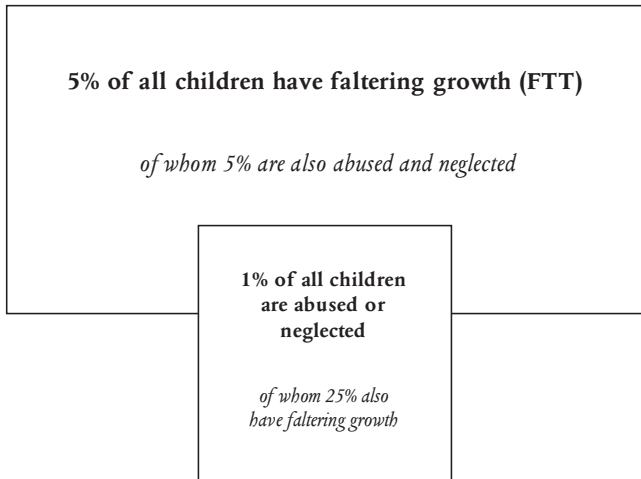 5% of all children have faltering growth (FTT)
of whom 5% are also abused and neglected
1% of all children
are abused or
neglected
of whom 25% also
have faltering growth